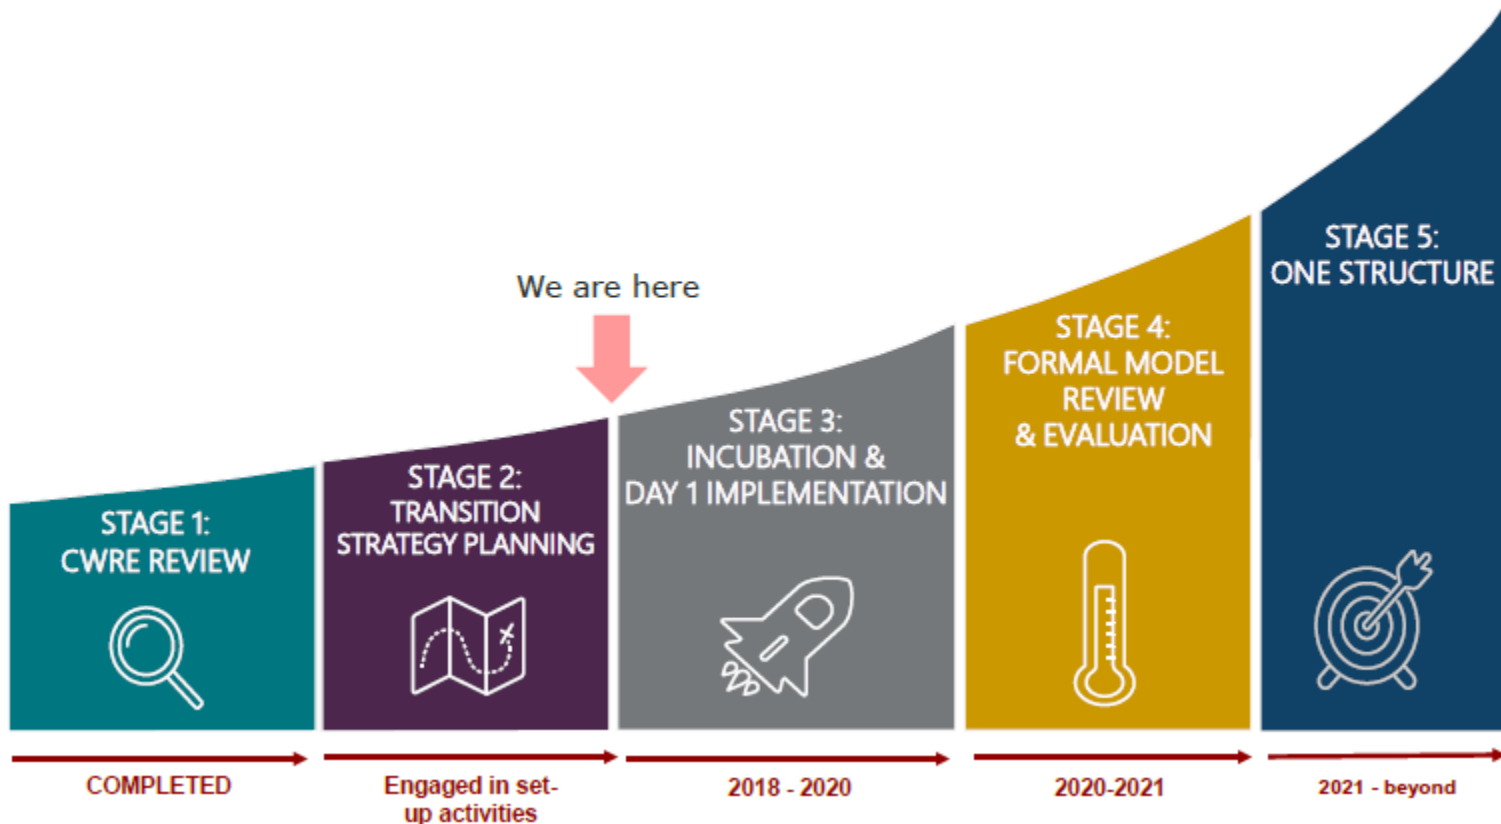 We are here
STAGE 1:
CWRE REVIEW
STAGE 2:
TRANSITION
STRATEGY PLANNING
STAGE 3:
INCUBATION &
DAY 1 IMPLEMENTATION
STAGE 4:
FORMAL MODEL
REVIEW
& EVALUATION
STAGE 5:
ONE STRUCTURE
COMPLETED
Engaged in set-
up activities
2018 - 2020
2020-2021
2021 - beyond